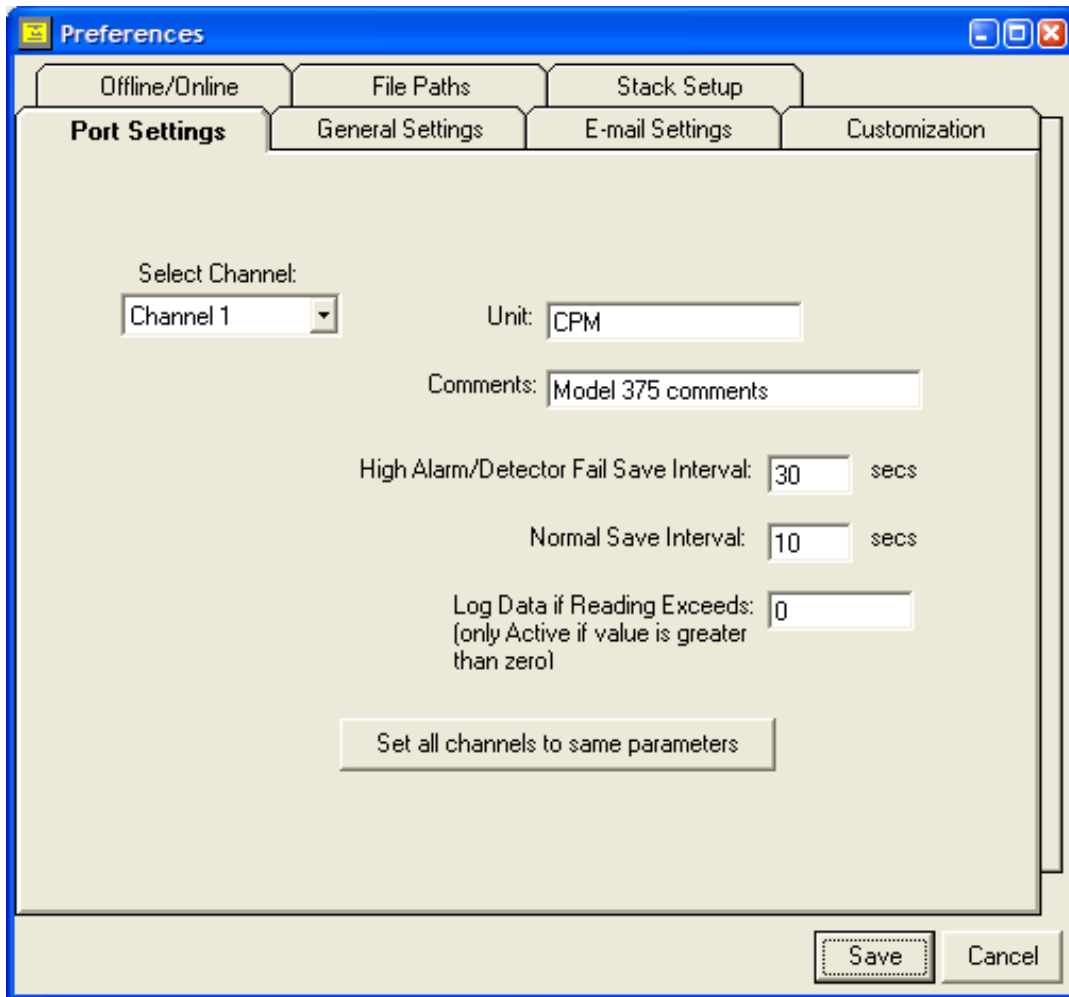 Preferences
Offline/Online
File Paths
Stack Setup
Port Settings
General Settings
E-mail Settings
Customization
Select Channel:
Channel 1
Unit:
CPM
Comments:
Model 375 comments
High Alarm/Detector Fail Save Interval:
30
secs
Normal Save Interval:
10
secs
Log Data if Reading Exceeds:
0
(only Active if value is greater
than zero)
Set all channels to same parameters
Save
Cancel